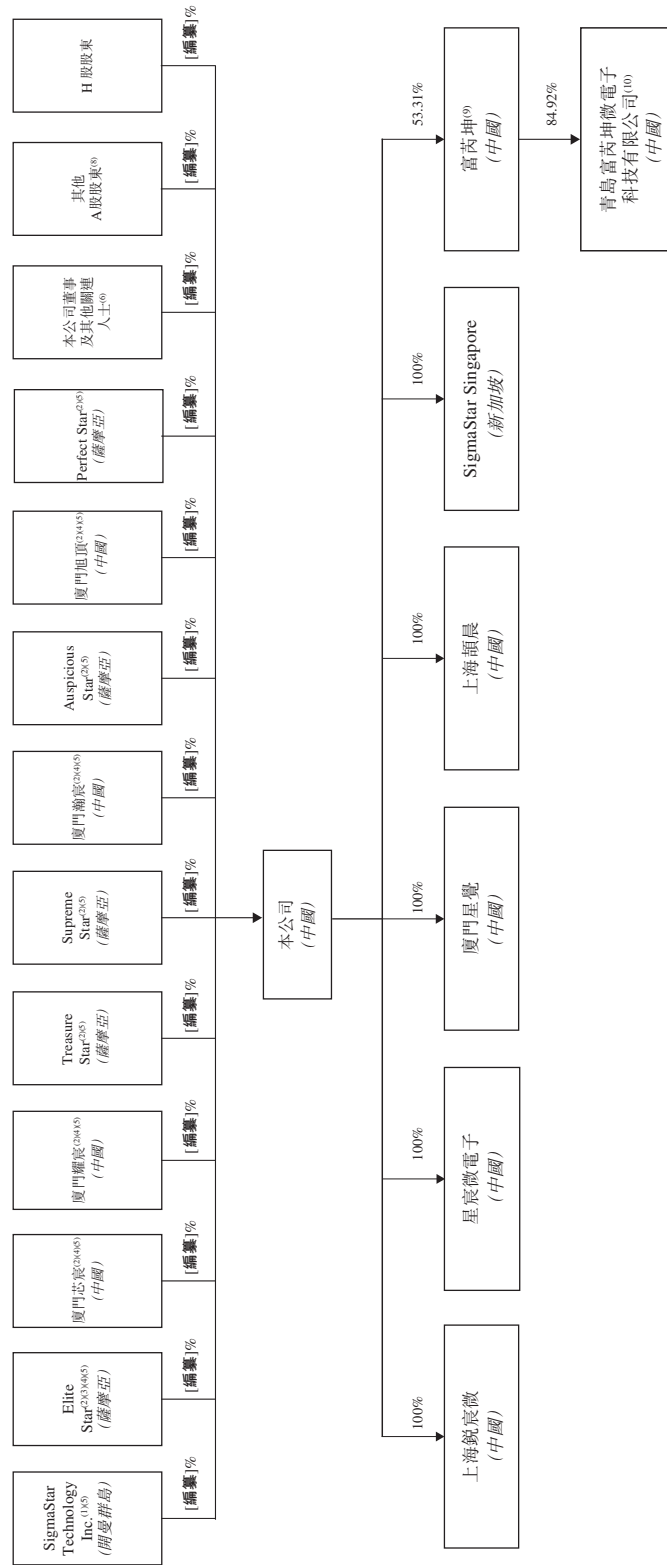 SigmaStar
Technology
Inc.(1)(5)
(開曼群島)
Elite
Star(2)(3)(4)(5)
(薩摩亞)
廈門芯宸(2)(4)(5)
(中國)
廈門耀宸(2)(4)(5)
(中國)
Treasure
Star(2)(5)
(薩摩亞)
Supreme
Star(2)(5)
(薩摩亞)
廈門瀚宸(2)(4)(5)
(中國)
Auspicious
Star(2)(5)
(薩摩亞)
廈門旭頂(2)(4)(5)
(中國)
Perfect Star(2)(5)
(薩摩亞)
本公司董事
及其他關連
人士(6)
其他
A股股東(8)
H 股股東
[編纂]%
[編纂]%
[編纂]%
[編纂]%
[編纂]%
[編纂]%
[編纂]%
[編纂]%
[編纂]%
[編纂]%
[編纂]%
[編纂]%
[編纂]%
本公司
(中國)
100%
100%
100%
100%
100%
53.31%
上海銳宸微
(中國)
星宸微電子
(中國)
廈門星覺
(中國)
上海頡晨
(中國)
SigmaStar Singapore
(新加坡)
富芮坤(9)
(中國)
84.92%
青島富芮坤微電子
科技有限公司(10)
(中國)